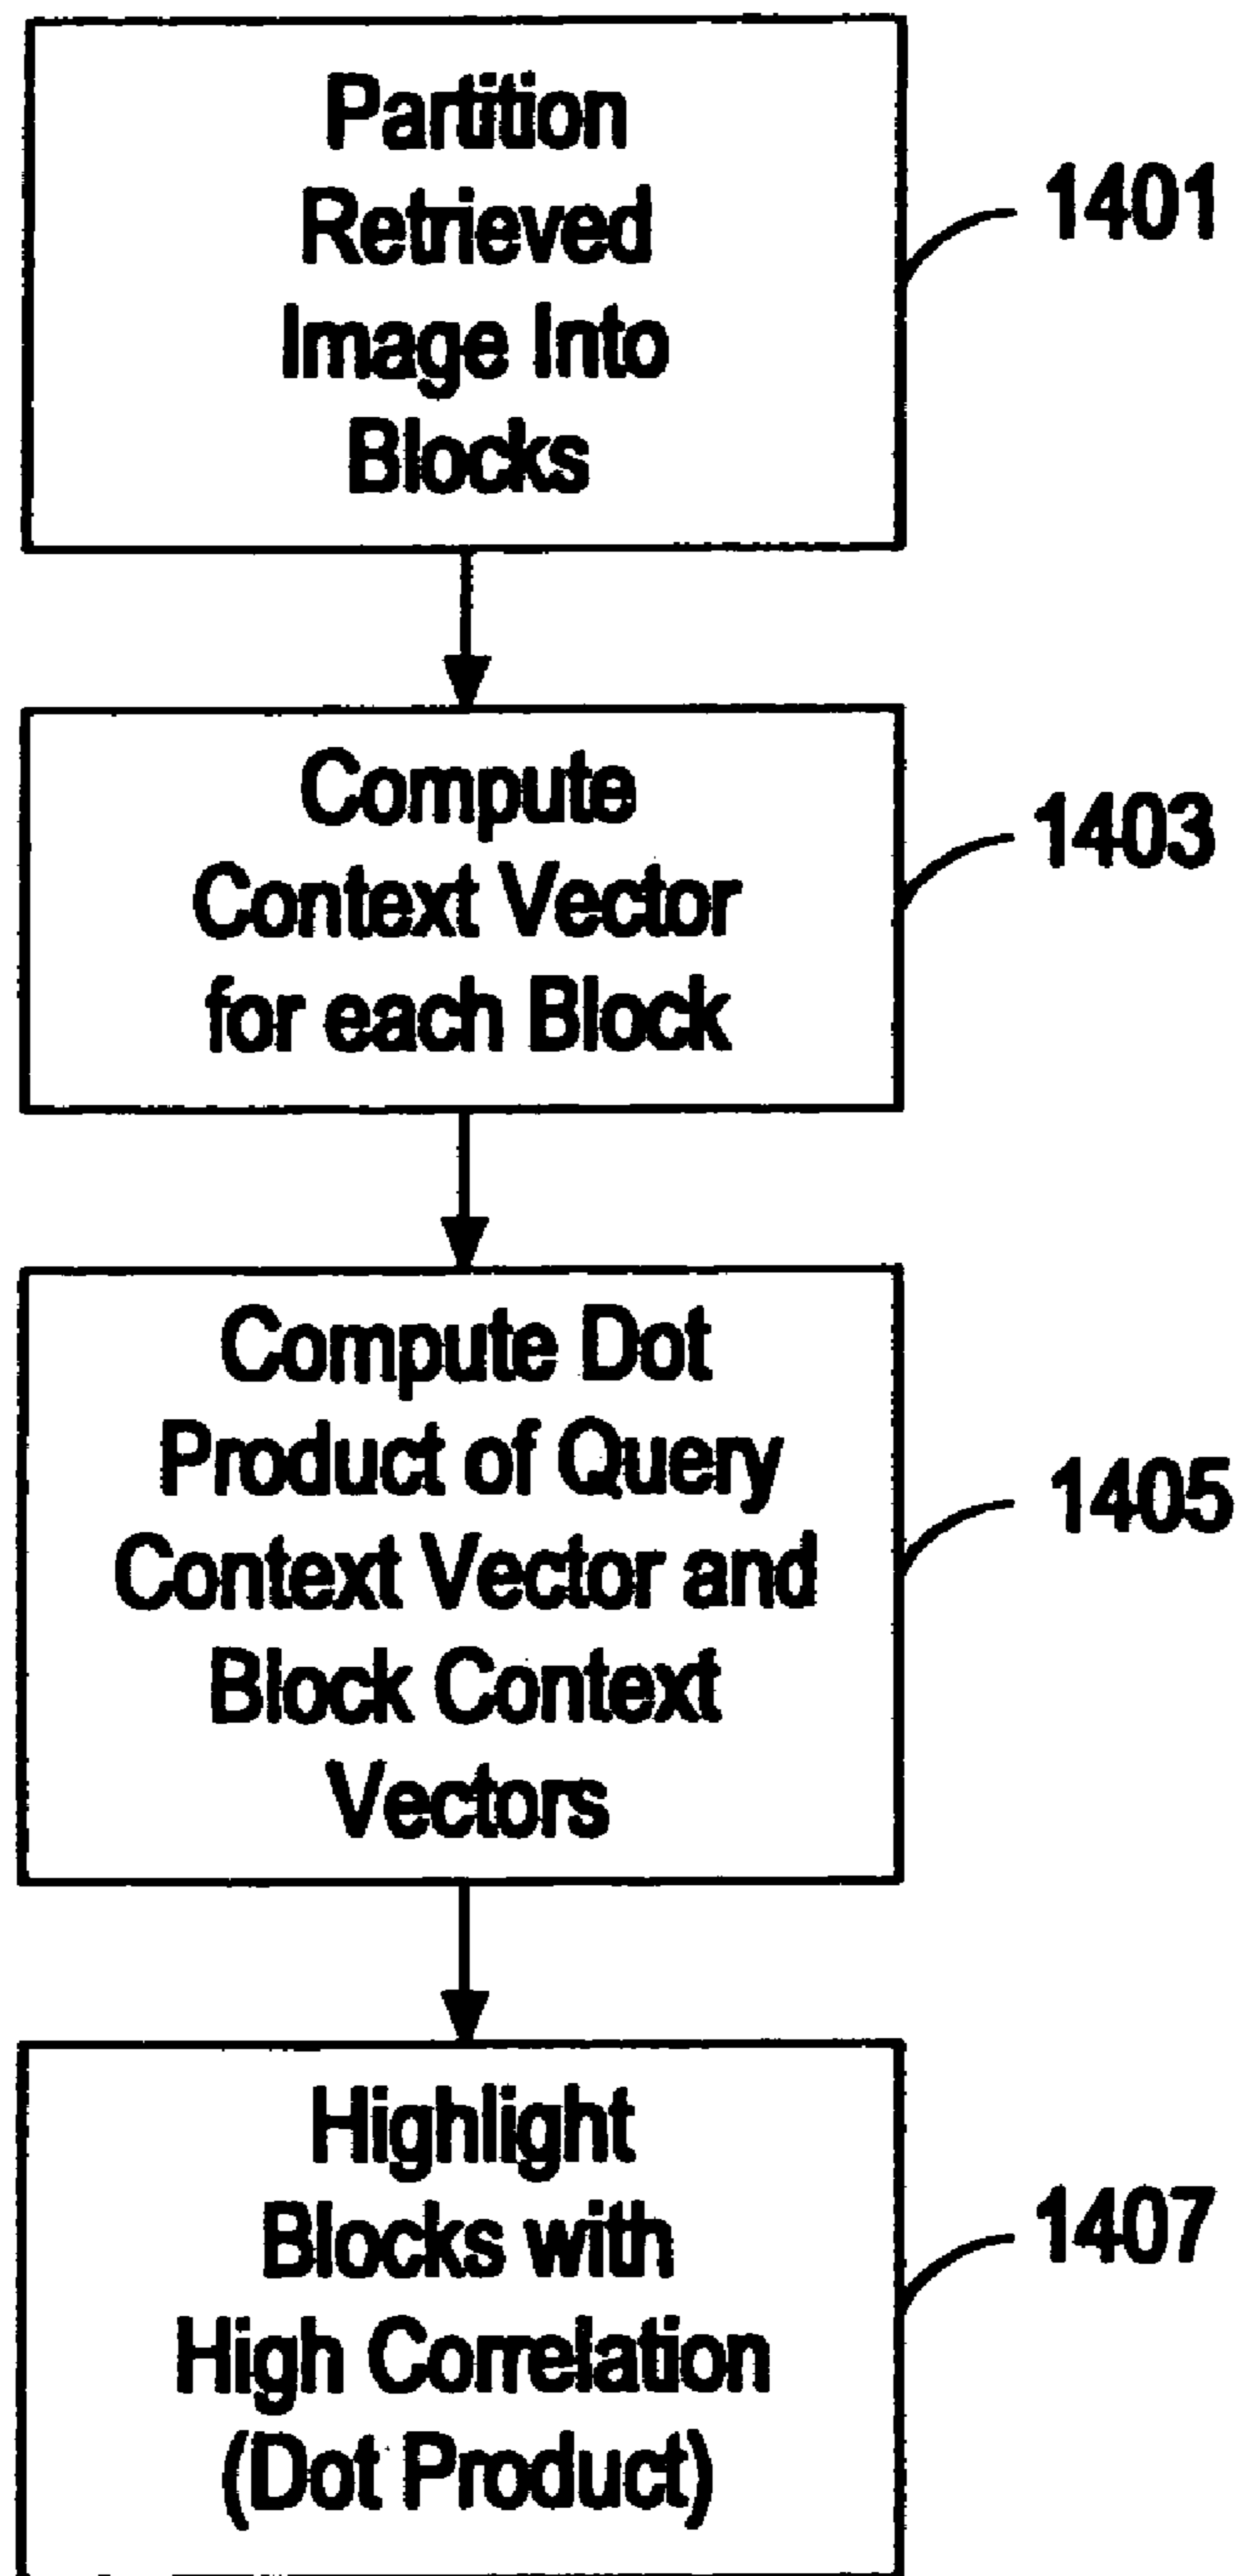 Partition
Retrieved
Image Into
Blocks
1401
Compute
Context Vector
for each Block
1403
Compute Dot
Product of Query
Context Vector and
Block Context
Vectors
1405
Highlight
Blocks with
High Correlation
(Dot Product)
1407